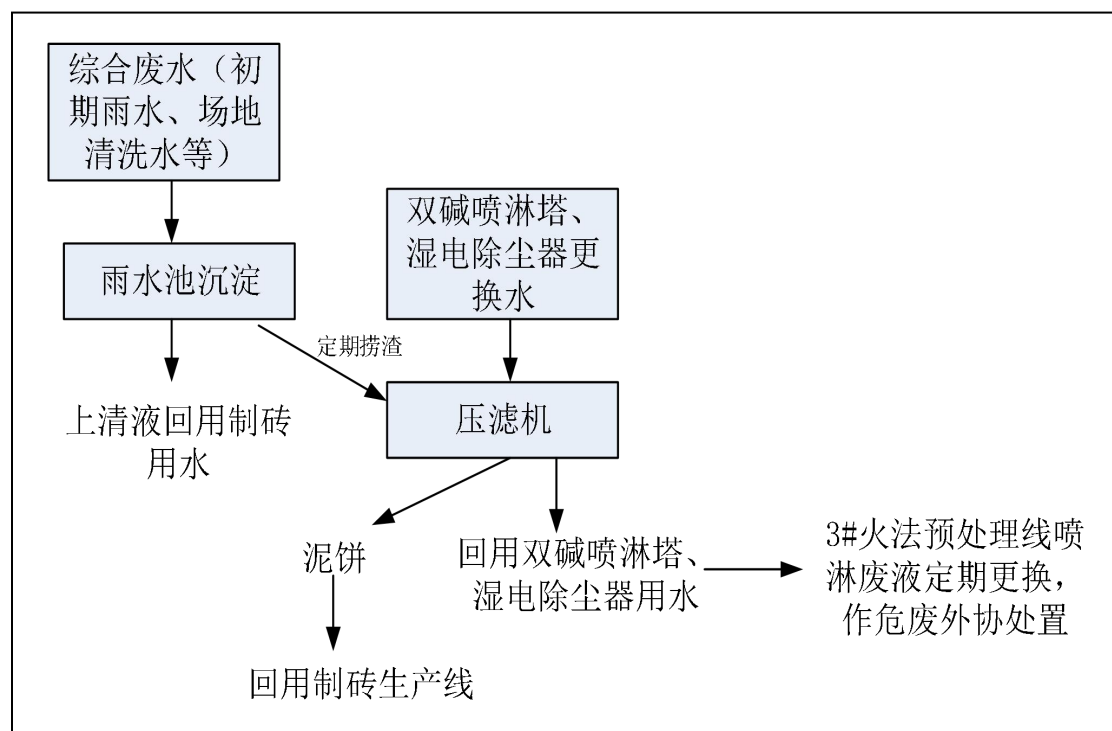 综合废水（初
期雨水、场地
清洗水等）
双碱喷淋塔、
湿电除尘器更
换水
雨水池沉淀
定期捞渣
上清液回用制砖
用水
压滤机
泥饼
回用双碱喷淋塔、
湿电除尘器用水
3#火法预处理线喷
淋废液定期更换，
作危废外协处置
回用制砖生产线